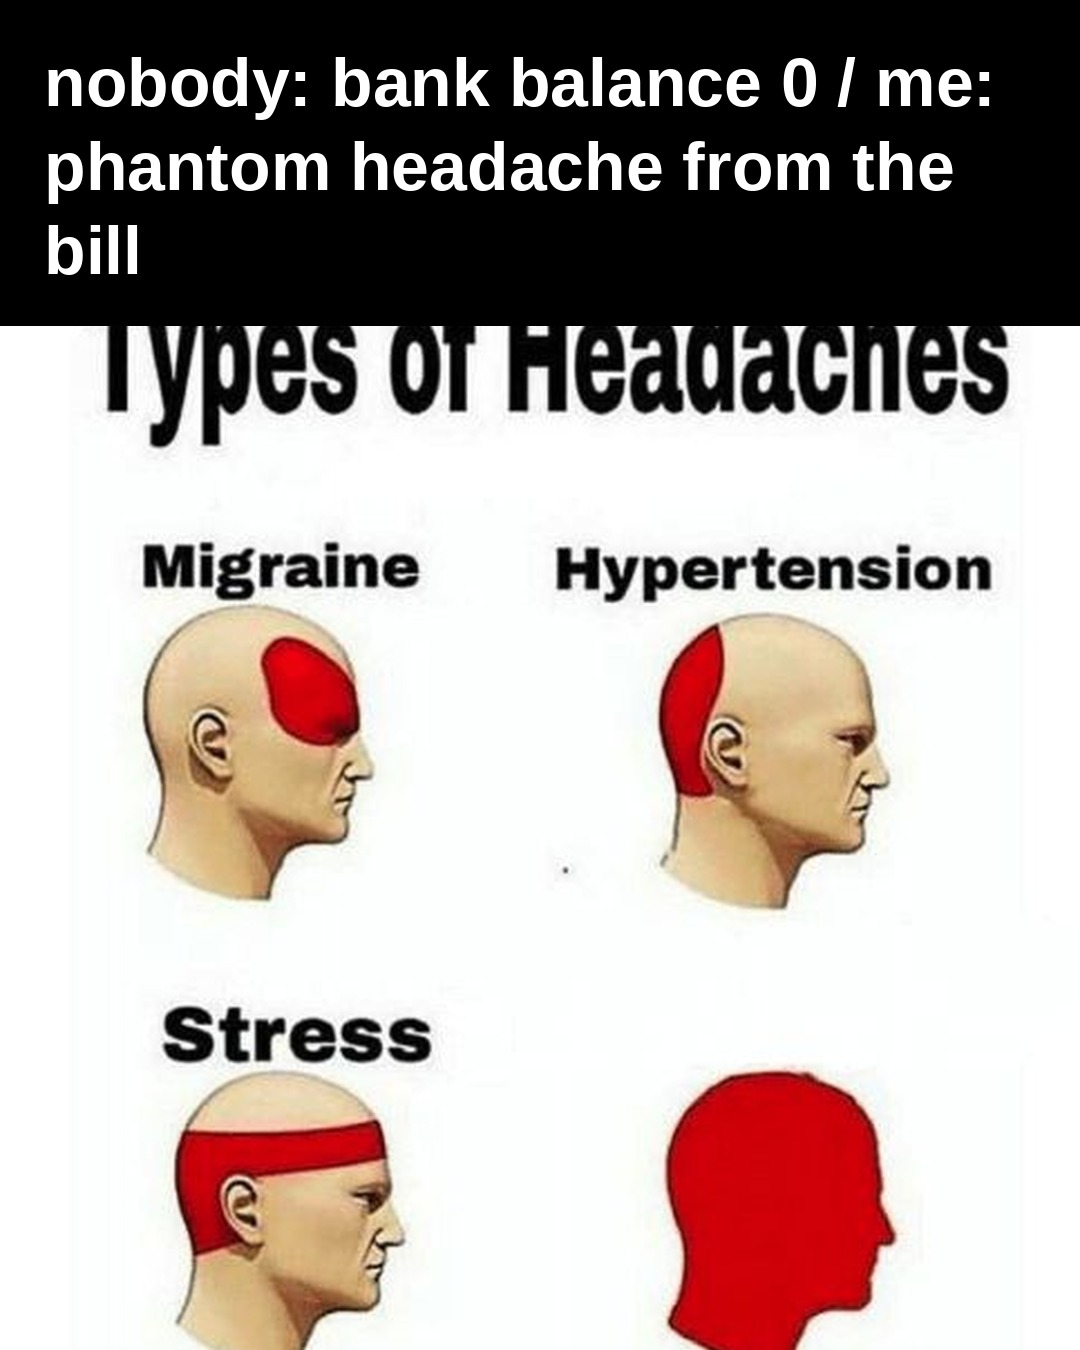 nobody: bank balance 0 / me:
phantom headache from the
bill
Types of Headaches
Migraine
Hypertension
Stress